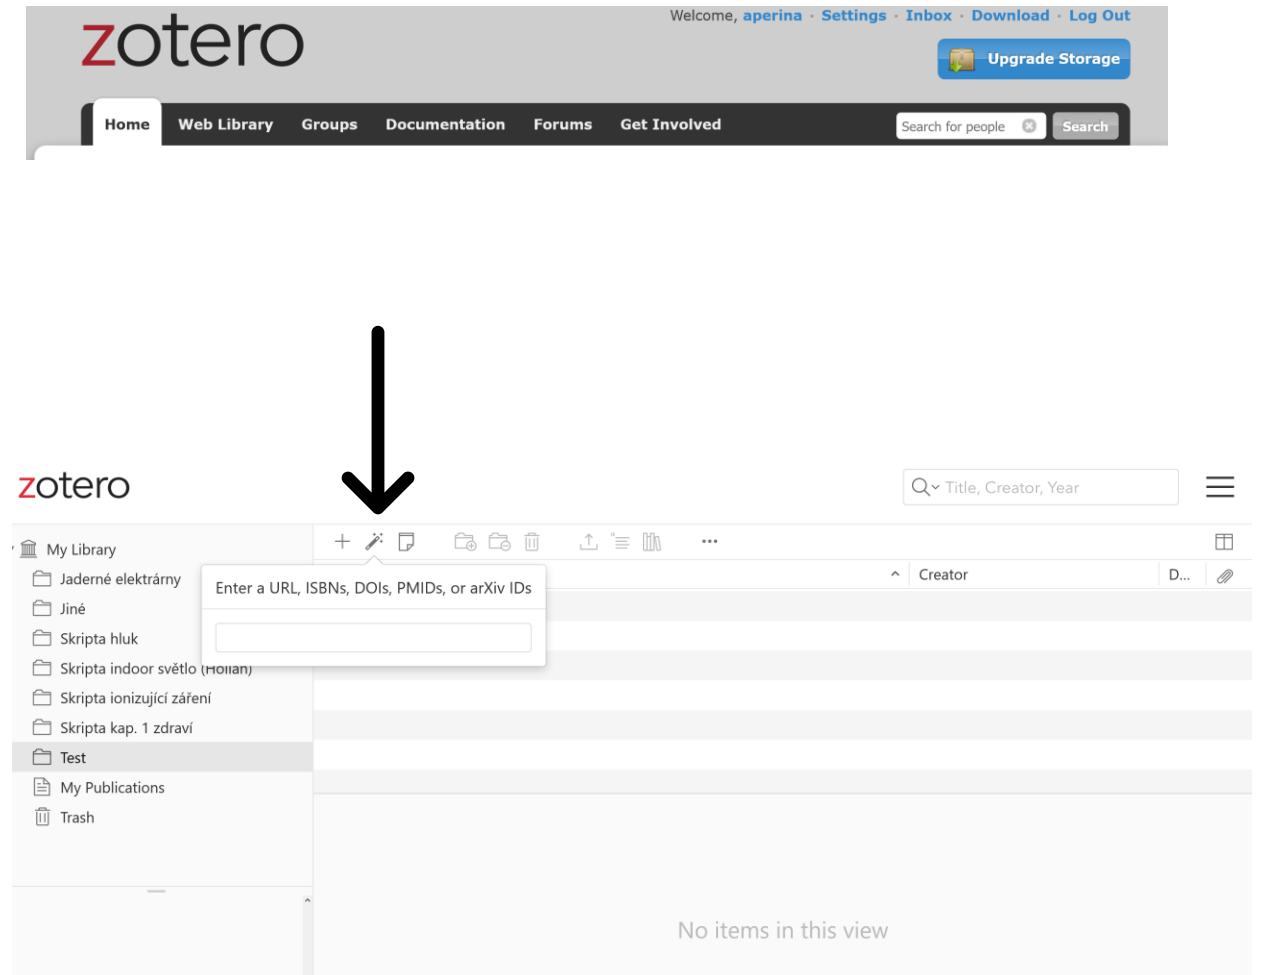 zotero
Welcome, aperina · Settings · Inbox · Download · Log Out
Upgrade Storage
Home Web Library Groups Documentation Forums Get Involved
Search for people Search
zotero
Title, Creator, Year
My Library
Jaderné elektrárny
Jiné
Skripta hluk
Skripta indoor světlo (Hollan)
Skripta ionizující záření
Skripta kap. 1 zdraví
Test
My Publications
Trash
Enter a URL, ISBNs, DOIs, PMIDs, or arXiv IDs
Creator D...
No items in this view